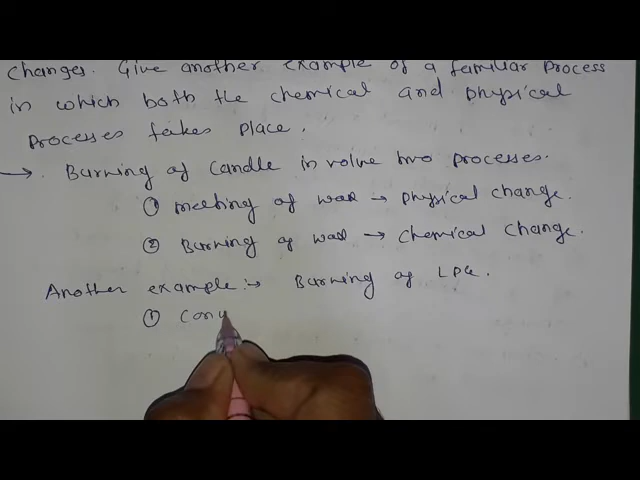 changes. Give another example of a familiar process
in which both the chemical and physical
processes takes place.
→ Burning of candle involve two processes.
① melting of wax → physical change.
② Burning of wax → chemical change.
Another example :→ Burning of LPG.
① Conv